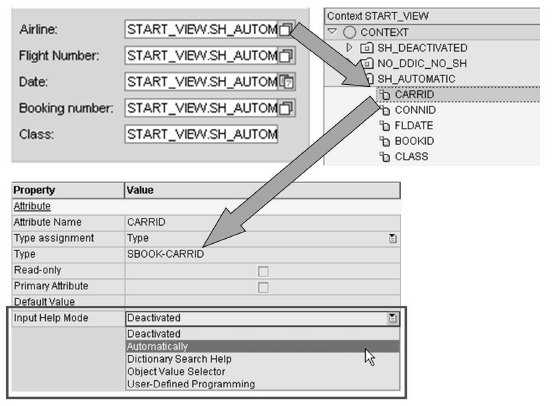 Airline: START_VIEW.SH_AUTOM
Flight Number: START_VIEW.SH_AUTOM
Date: START_VIEW.SH_AUTOM
Booking number: START_VIEW.SH_AUTOM
Class: START_VIEW.SH_AUTOM
Context START_VIEW
CONTEXT
SH_DEACTIVATED
NO_DDIC_NO_SH
SH_AUTOMATIC
CARRID
CONNID
FLDATE
BOOKID
CLASS
Property Value
Attribute
Attribute Name CARRID
Type assignment Type
Type SBOOK-CARRID
Read-only
Primary Attribute
Default Value
Input Help Mode Deactivated
Deactivated
Automatically
Dictionary Search Help
Object Value Selector
User-Defined Programming